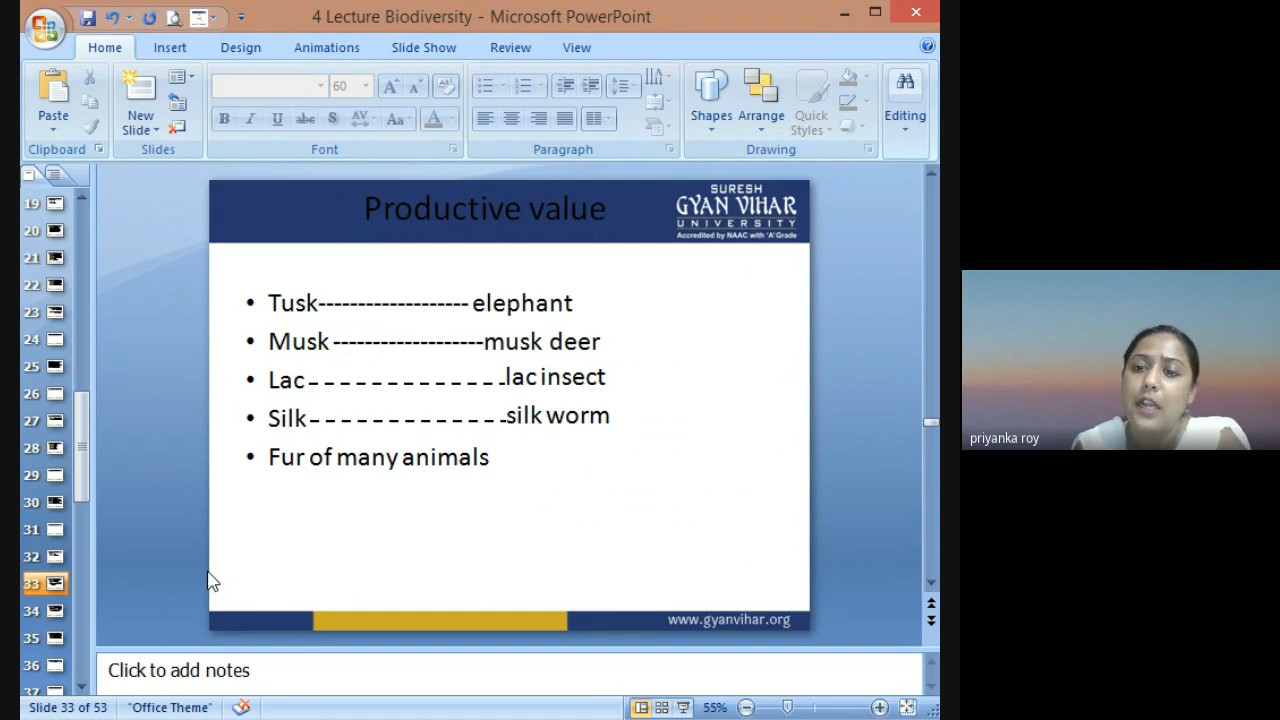 4 Lecture Biodiversity - Microsoft PowerPoint
Home Insert Design Animations Slide Show Review View
60
Paste
New Slide
B I U abc S AV Aa A
Shapes Arrange Quick Styles
Editing
Clipboard Slides Font Paragraph Drawing
19
20
21
22
23
24
25
26
27
28
29
30
31
32
33
34
35
36
37
Productive value
SURESH
GYAN VIHAR
UNIVERSITY
Accredited by NAAC with 'A' Grade
• Tusk------------------- elephant
• Musk -------------------musk deer
• Lac - - - - - - - - - - - - -lac insect
• Silk- - - - - - - - - - - - -silk worm
• Fur of many animals
www.gyanvihar.org
Click to add notes
Slide 33 of 53 "Office Theme" 55%
priyanka roy